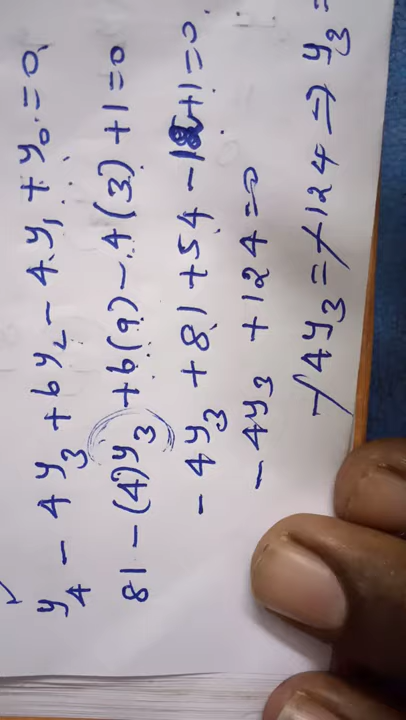 y₄ - 4y₃ + 6y₂ - 4y₁ + y₀ = 0
81 - (4)y₃ + 6(9) - 4(3) + 1 = 0
- 4y₃ + 81 + 54 - 12 + 1 = 0
- 4y₃ + 124 = 0
-4y₃ = -124 ⇒ y₃ =